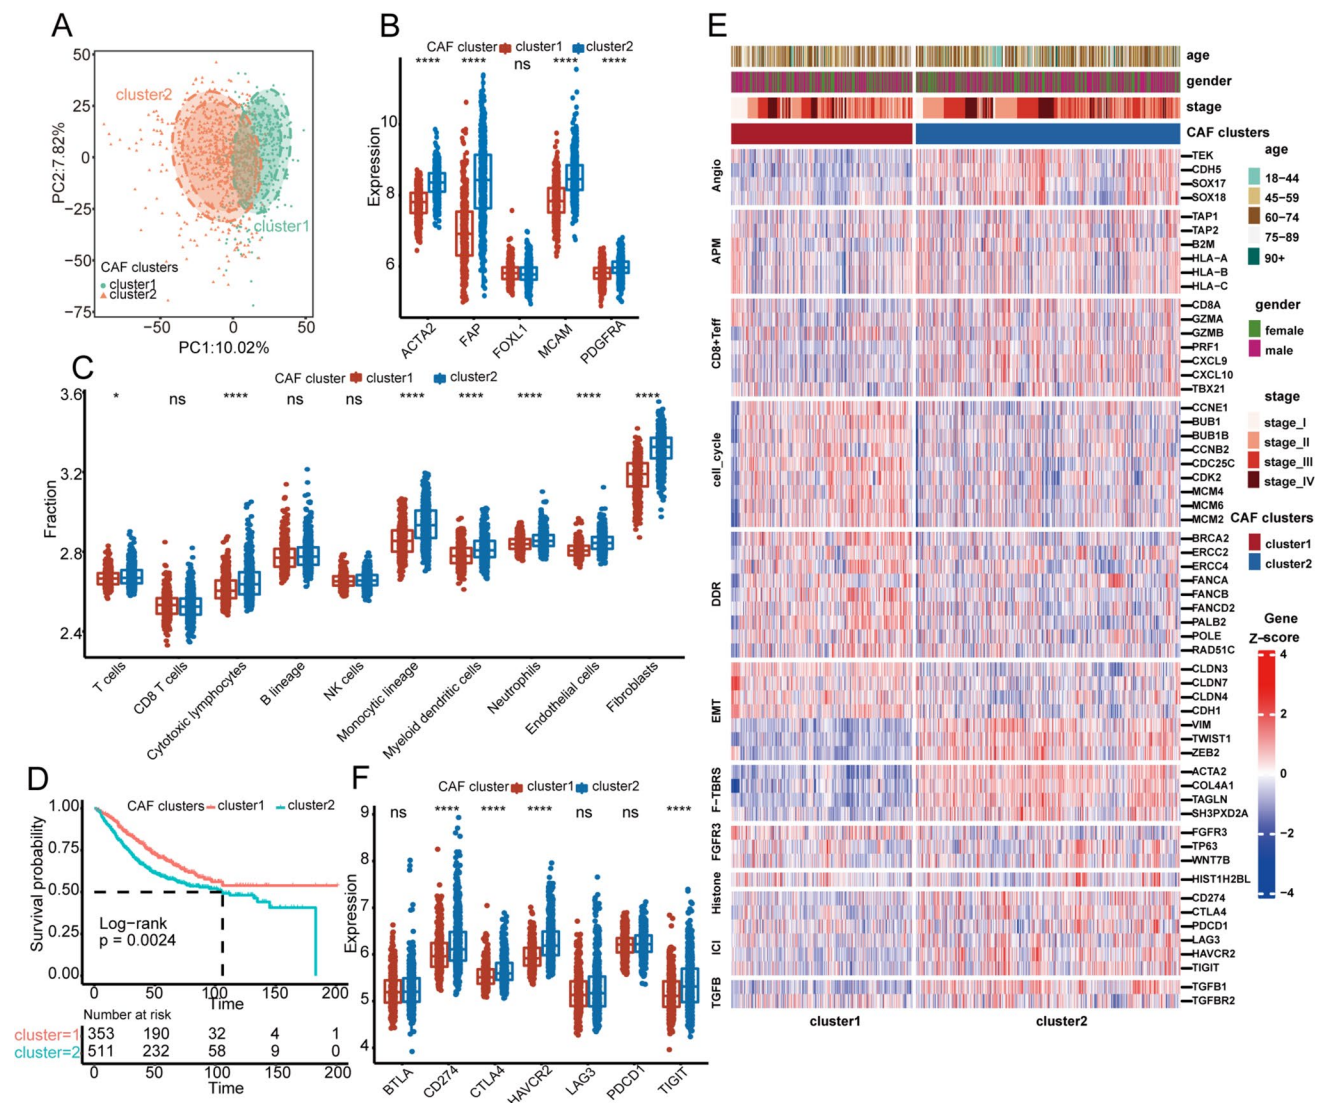 A
50
25
0
−25
−50
−75
PC2:7.82%
cluster2
cluster1
CAF clusters
cluster1
cluster2
−50
0
50
PC1:10.02%
B
CAF cluster cluster1 cluster2
**** **** ns **** ****
10
8
6
Expression
ACTA2
FAP
FOXL1
MCAM
PDGFRA
C
CAF cluster cluster1 cluster2
* ns **** ns ns **** **** **** **** ****
3.6
3.2
2.8
2.4
Fraction
T cells
CD8 T cells
Cytotoxic lymphocytes
B lineage
NK cells
Monocytic lineage
Myeloid dendritic cells
Neutrophils
Endothelial cells
Fibroblasts
D
CAF clusters cluster1 cluster2
1.00
0.75
0.50
0.25
0.00
Survival probability
Log−rank
p = 0.0024
0 50 100 150 200
Time
Number at risk
cluster=1 353 190 32 4 1
cluster=2 511 232 58 9 0
0 50 100 150 200
Time
F
CAF cluster cluster1 cluster2
ns **** **** **** ns ns ****
9
8
7
6
5
4
Expression
BTLA
CD274
CTLA4
HAVCR2
LAG3
PDCD1
TIGIT
E
age
gender
stage
CAF clusters
Angio
TEK
CDH5
SOX17
SOX18
APM
TAP1
TAP2
B2M
HLA−A
HLA−B
HLA−C
CD8+Teff
CD8A
GZMA
GZMB
PRF1
CXCL9
CXCL10
TBX21
cell_cycle
CCNE1
BUB1
BUB1B
CCNB2
CDC25C
CDK2
MCM4
MCM6
MCM2
DDR
BRCA2
ERCC2
ERCC4
FANCA
FANCB
FANCD2
PALB2
POLE
RAD51C
EMT
CLDN3
CLDN7
CLDN4
CDH1
VIM
TWIST1
ZEB2
F−TBRS
ACTA2
COL4A1
TAGLN
SH3PXD2A
FGFR3
FGFR3
TP63
WNT7B
Histone
HIST1H2BL
ICI
CD274
CTLA4
PDCD1
LAG3
HAVCR2
TIGIT
TGFB
TGFB1
TGFBR2
cluster1
cluster2
age
18−44
45−59
60−74
75−89
90+
gender
female
male
stage
stage_I
stage_II
stage_III
stage_IV
CAF clusters
cluster1
cluster2
Gene
Z−score
4
2
0
−2
−4